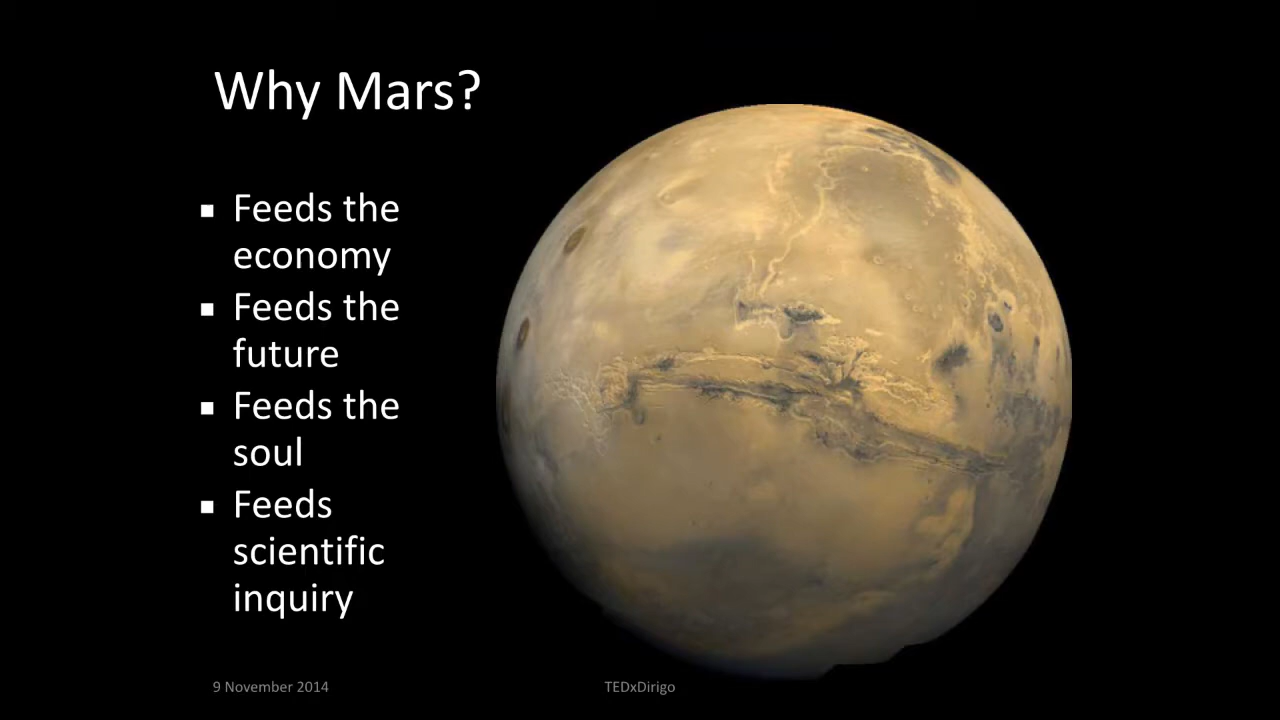 Why Mars?
Feeds the
economy
Feeds the
future
Feeds the
soul
Feeds
scientific
inquiry
9 November 2014
TEDxDirigo